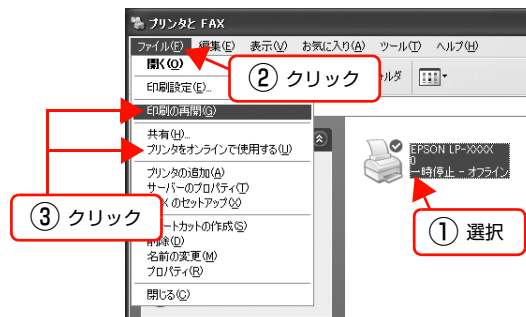 プリンタと FAX
ファイル(F) 編集(E) 表示(V) お気に入り(A) ツール(T) ヘルプ(H)
開く(O)
② クリック
ォルダ
印刷設定(E)...
印刷の再開(G)
共有(H)...
プリンタをオンラインで使用する(U)
EPSON LP-XXXX
0
一時停止 - オフライン
プリンタの追加(A)
サーバーのプロパティ(T)
のセットアップ(X)
③ クリック
① 選択
ートカットの作成(S)
削除(D)
名前の変更(M)
プロパティ(R)
閉じる(C)